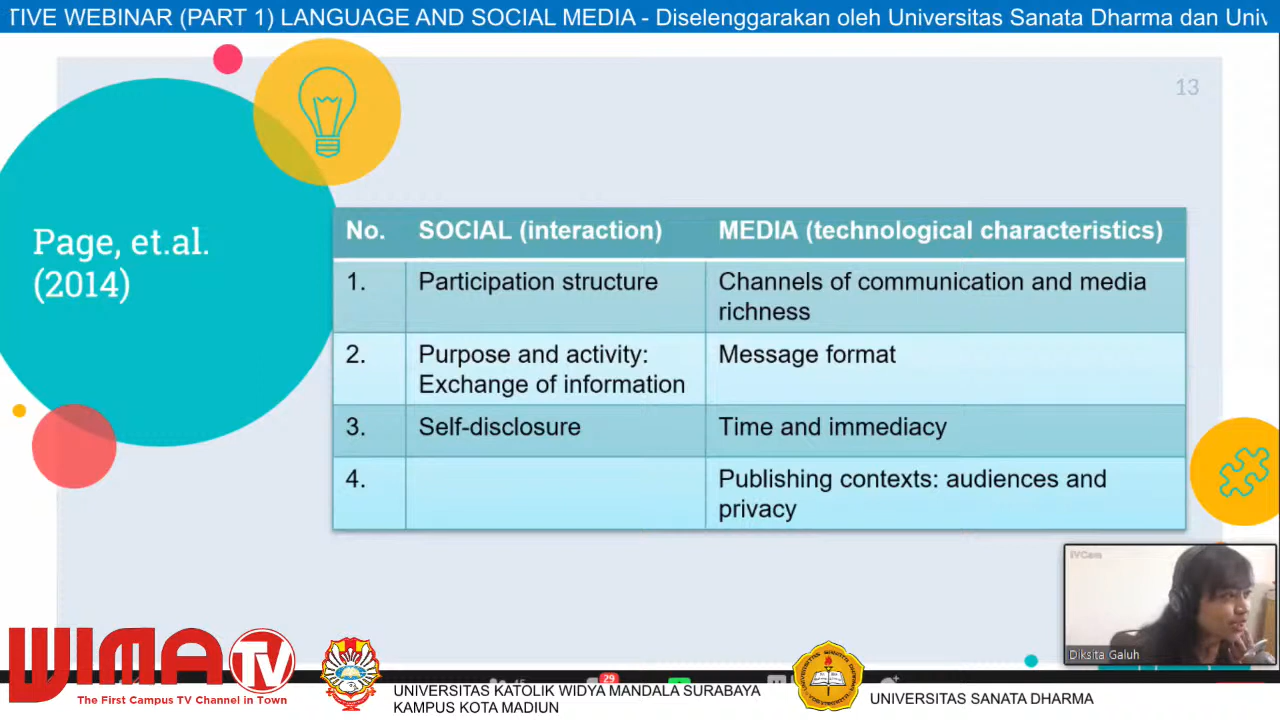 TIVE WEBINAR (PART 1) LANGUAGE AND SOCIAL MEDIA - Diselenggarakan oleh Universitas Sanata Dharma dan Univ
13
Page, et.al.
(2014)
No. SOCIAL (interaction) MEDIA (technological characteristics)
1. Participation structure Channels of communication and media
richness
2. Purpose and activity: Message format
Exchange of information
3. Self-disclosure Time and immediacy
4. Publishing contexts: audiences and
privacy
iVCam
Diksita Galuh
WIMA TV
The First Campus TV Channel in Town
29
UNIVERSITAS KATOLIK WIDYA MANDALA SURABAYA
KAMPUS KOTA MADIUN
UNIVERSITAS SANATA DHARMA